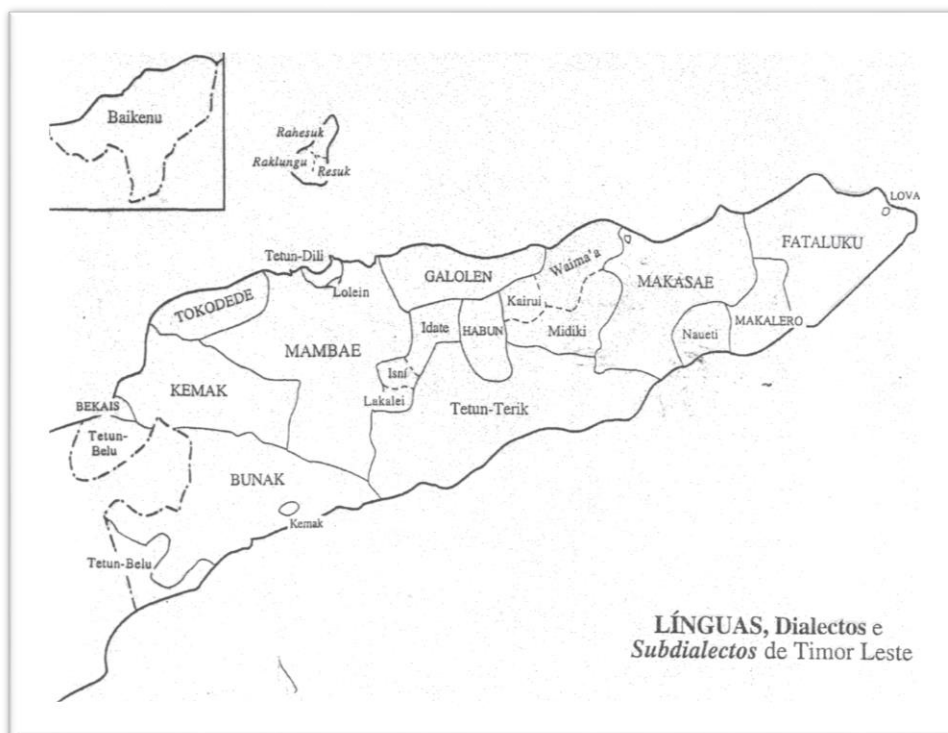 Baikenu
Rahesuk
Raklungu
Resuk
LOVA
FATALUKU
Tetun-Dili
Waima'a
GALOLEN
MAKASAE
Lolein
Kairui
TOKODEDE
MAKALERO
Idate
HABUN
Midiki
Naueti
MAMBAE
Isní
KEMAK
Lakalei
Tetun-Terik
BEKAIS
Tetun-
Belu
BUNAK
Kemak
Tetun-Belu
LÍNGUAS, Dialectos e
Subdialectos de Timor Leste